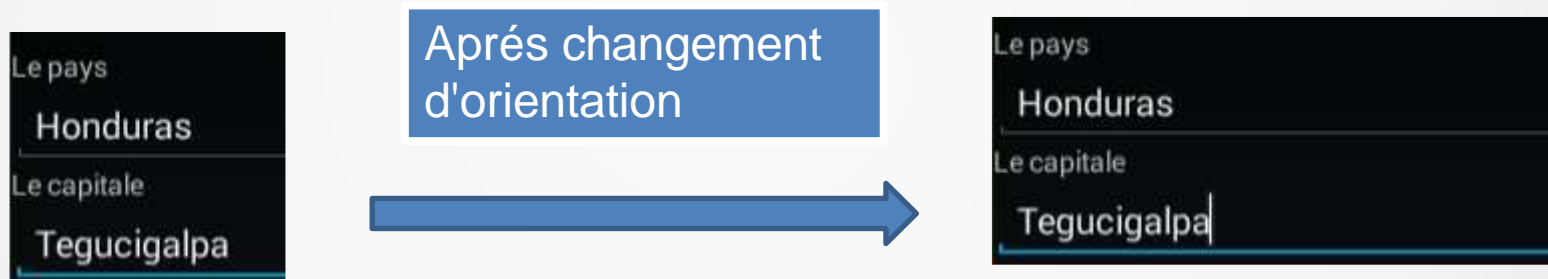 Le pays
Honduras
Le capitale
Tegucigalpa
Aprés changement
d'orientation
Le pays
Honduras
Le capitale
Tegucigalpa